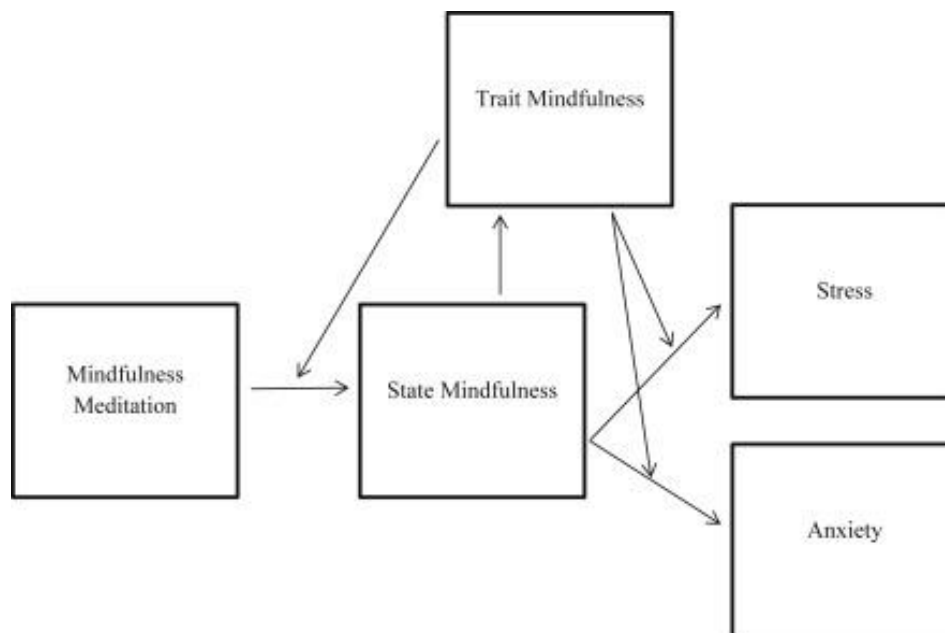 Trait Mindfulness
Stress
Mindfulness
Meditation
State Mindfulness
Anxiety